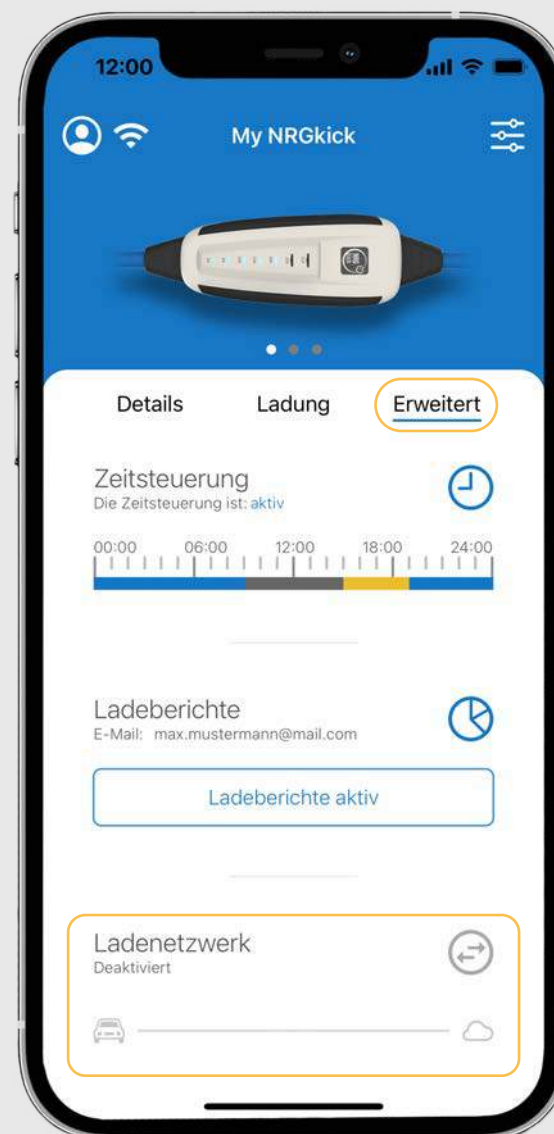 12:00
My NRGkick
Details Ladung Erweitert
Zeitsteuerung
Die Zeitsteuerung ist: aktiv
00:00 06:00 12:00 18:00 24:00
Ladeberichte
E-Mail: max.mustermann@mail.com
Ladeberichte aktiv
Ladenetzwerk
Deaktiviert